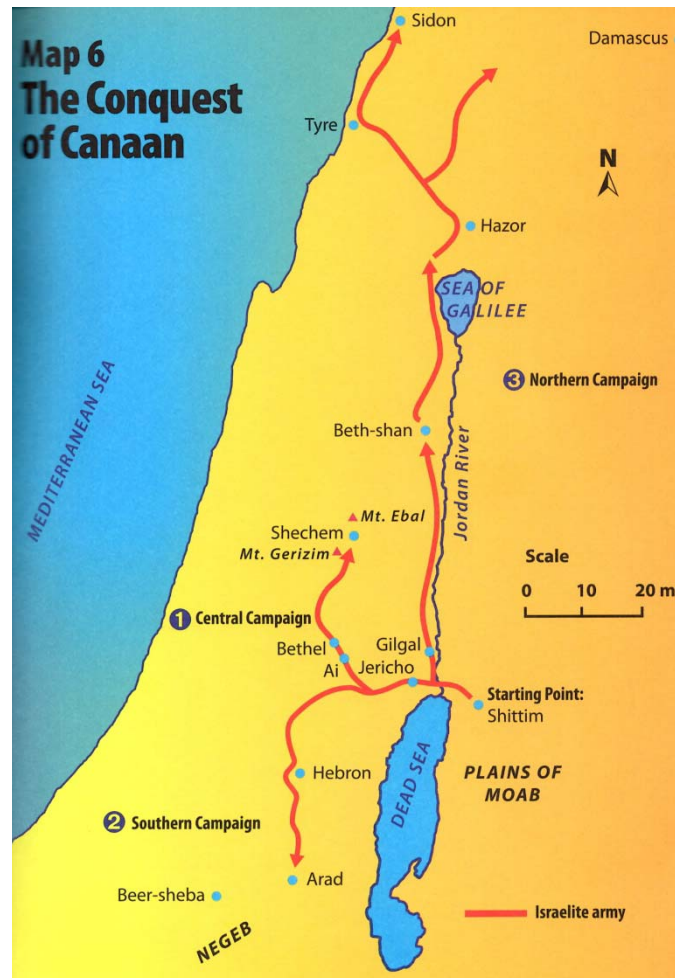 Map 6
The Conquest
of Canaan
Sidon
Damascus
Tyre
N
Hazor
SEA OF
GALILEE
3 Northern Campaign
MEDITERRANEAN SEA
Beth-shan
Jordan River
Mt. Ebal
Shechem
Mt. Gerizim
Scale
0 10 20 m
1 Central Campaign
Bethel
Ai
Gilgal
Jericho
Starting Point:
Shittim
Hebron
DEAD SEA
PLAINS OF
MOAB
2 Southern Campaign
Arad
Beer-sheba
NEGEB
Israelite army